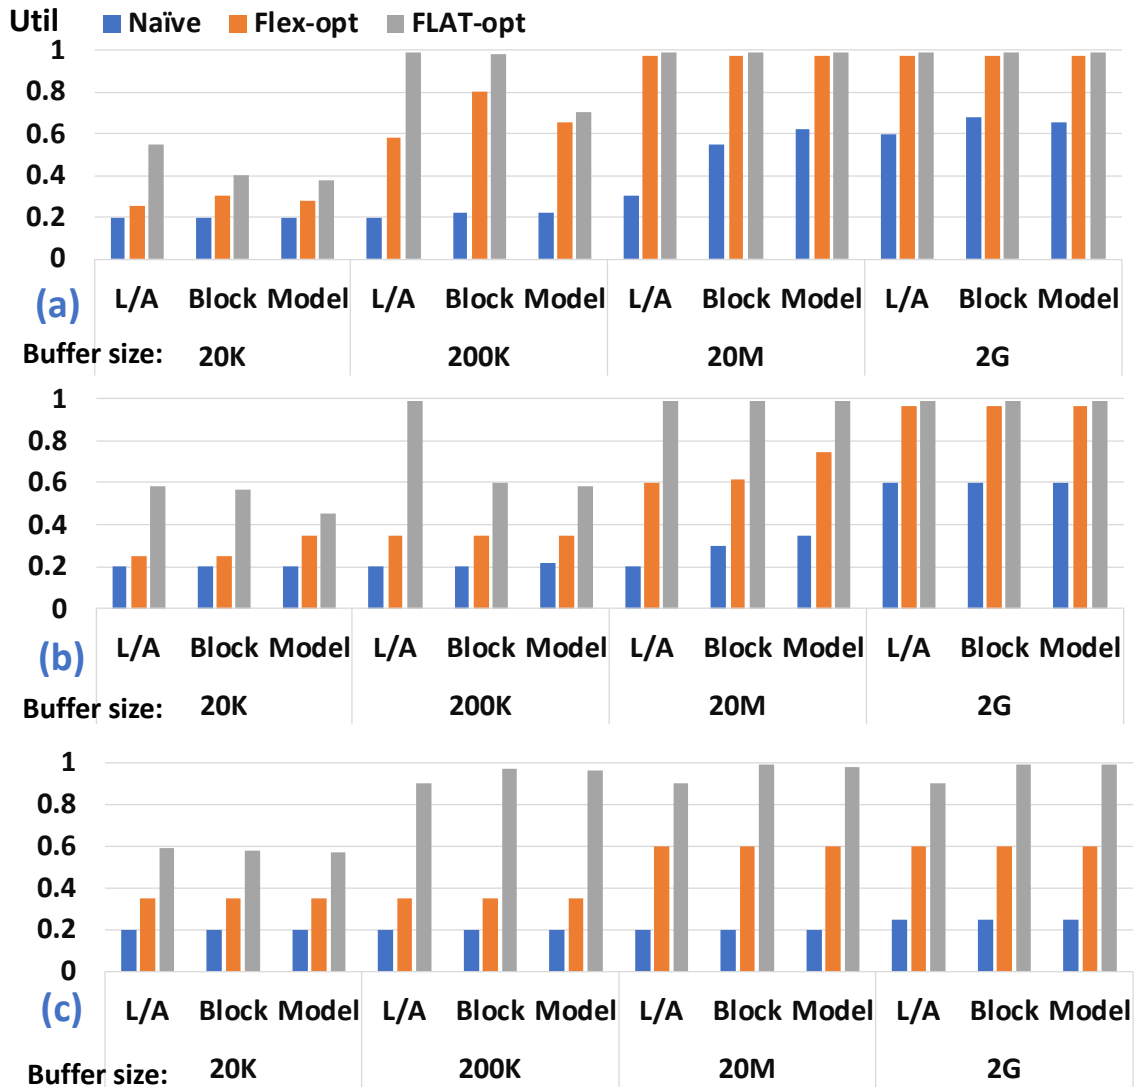 Util Naïve Flex-opt FLAT-opt
1
0.8
0.6
0.4
0.2
0
(a) L/A Block Model L/A Block Model L/A Block Model L/A Block Model
Buffer size: 20K 200K 20M 2G
1
0.8
0.6
0.4
0.2
0
(b) L/A Block Model L/A Block Model L/A Block Model L/A Block Model
Buffer size: 20K 200K 20M 2G
1
0.8
0.6
0.4
0.2
0
(c) L/A Block Model L/A Block Model L/A Block Model L/A Block Model
Buffer size: 20K 200K 20M 2G